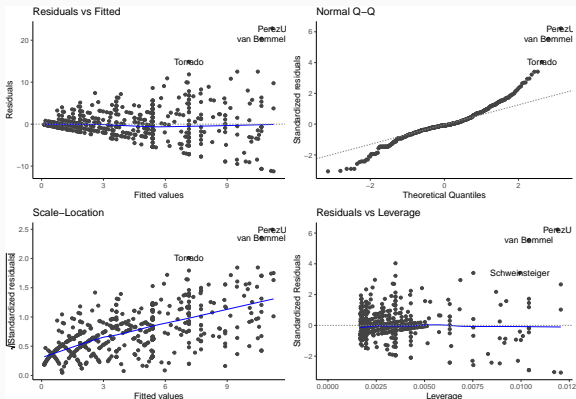 Residuals vs Fitted
PerezU
van Bommel
Torrado
20
10
0
−10
Residuals
0
3
6
9
Fitted values
Normal Q−Q
PerezU
van Bommel
Torrado
6
4
2
0
−2
Standardized residuals
−2
0
2
Theoretical Quantiles
Scale−Location
PerezU
van Bommel
Torrado
2.5
2.0
1.5
1.0
0.5
0.0
√|Standardized residuals|
0
3
6
9
Fitted values
Residuals vs Leverage
PerezU
van Bommel
Schweinsteiger
6
4
2
0
−2
Standardized Residuals
0.0000
0.0025
0.0050
0.0075
0.0100
0.012
Leverage